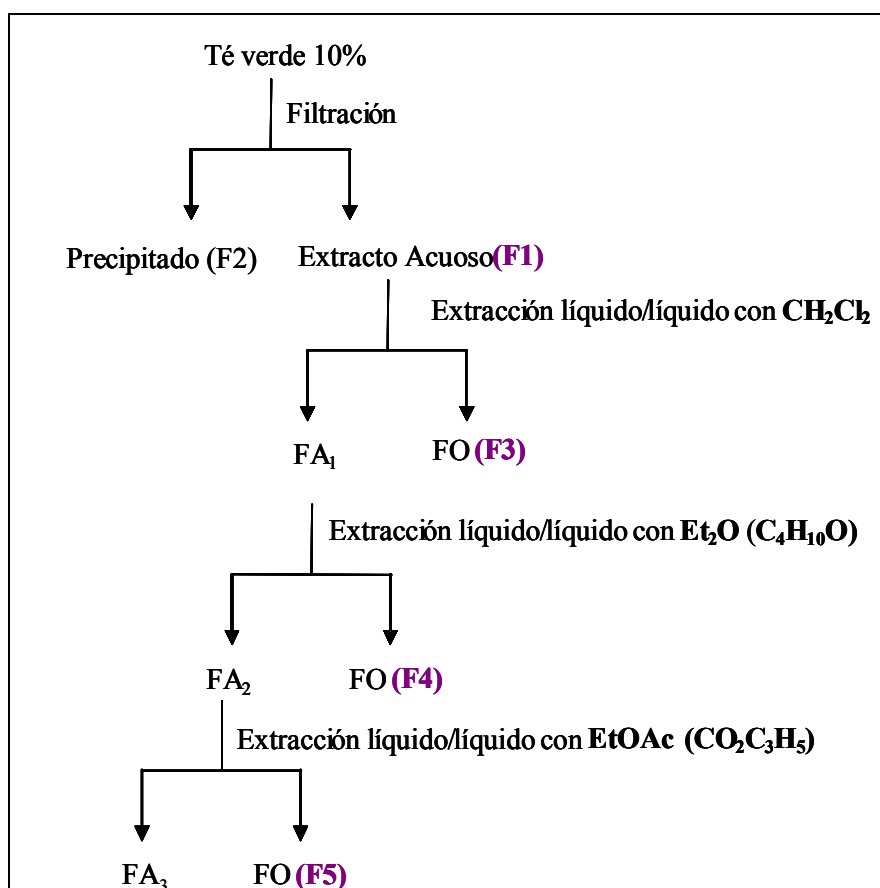 Té verde 10%
Filtración
Precipitado (F2) Extracto Acuoso(F1)
Extracción líquido/líquido con CH₂Cl₂
FA₁ FO (F3)
Extracción líquido/líquido con Et₂O (C₄H₁₀O)
FA₂ FO (F4)
Extracción líquido/líquido con EtOAc (CO₂C₃H₅)
FA₃ FO (F5)